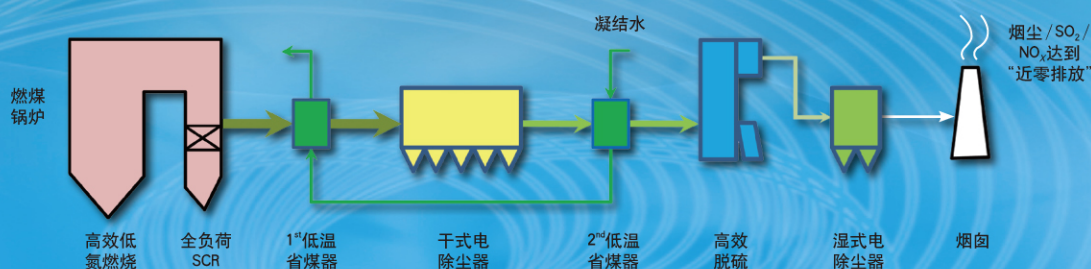 凝结水
烟尘/SO₂/
NOₓ达到
“近零排放”
燃煤
锅炉
高效低
氮燃烧
全负荷
SCR
1ˢᵗ低温
省煤器
干式电
除尘器
2ⁿᵈ低温
省煤器
高效
脱硫
湿式电
除尘器
烟囱